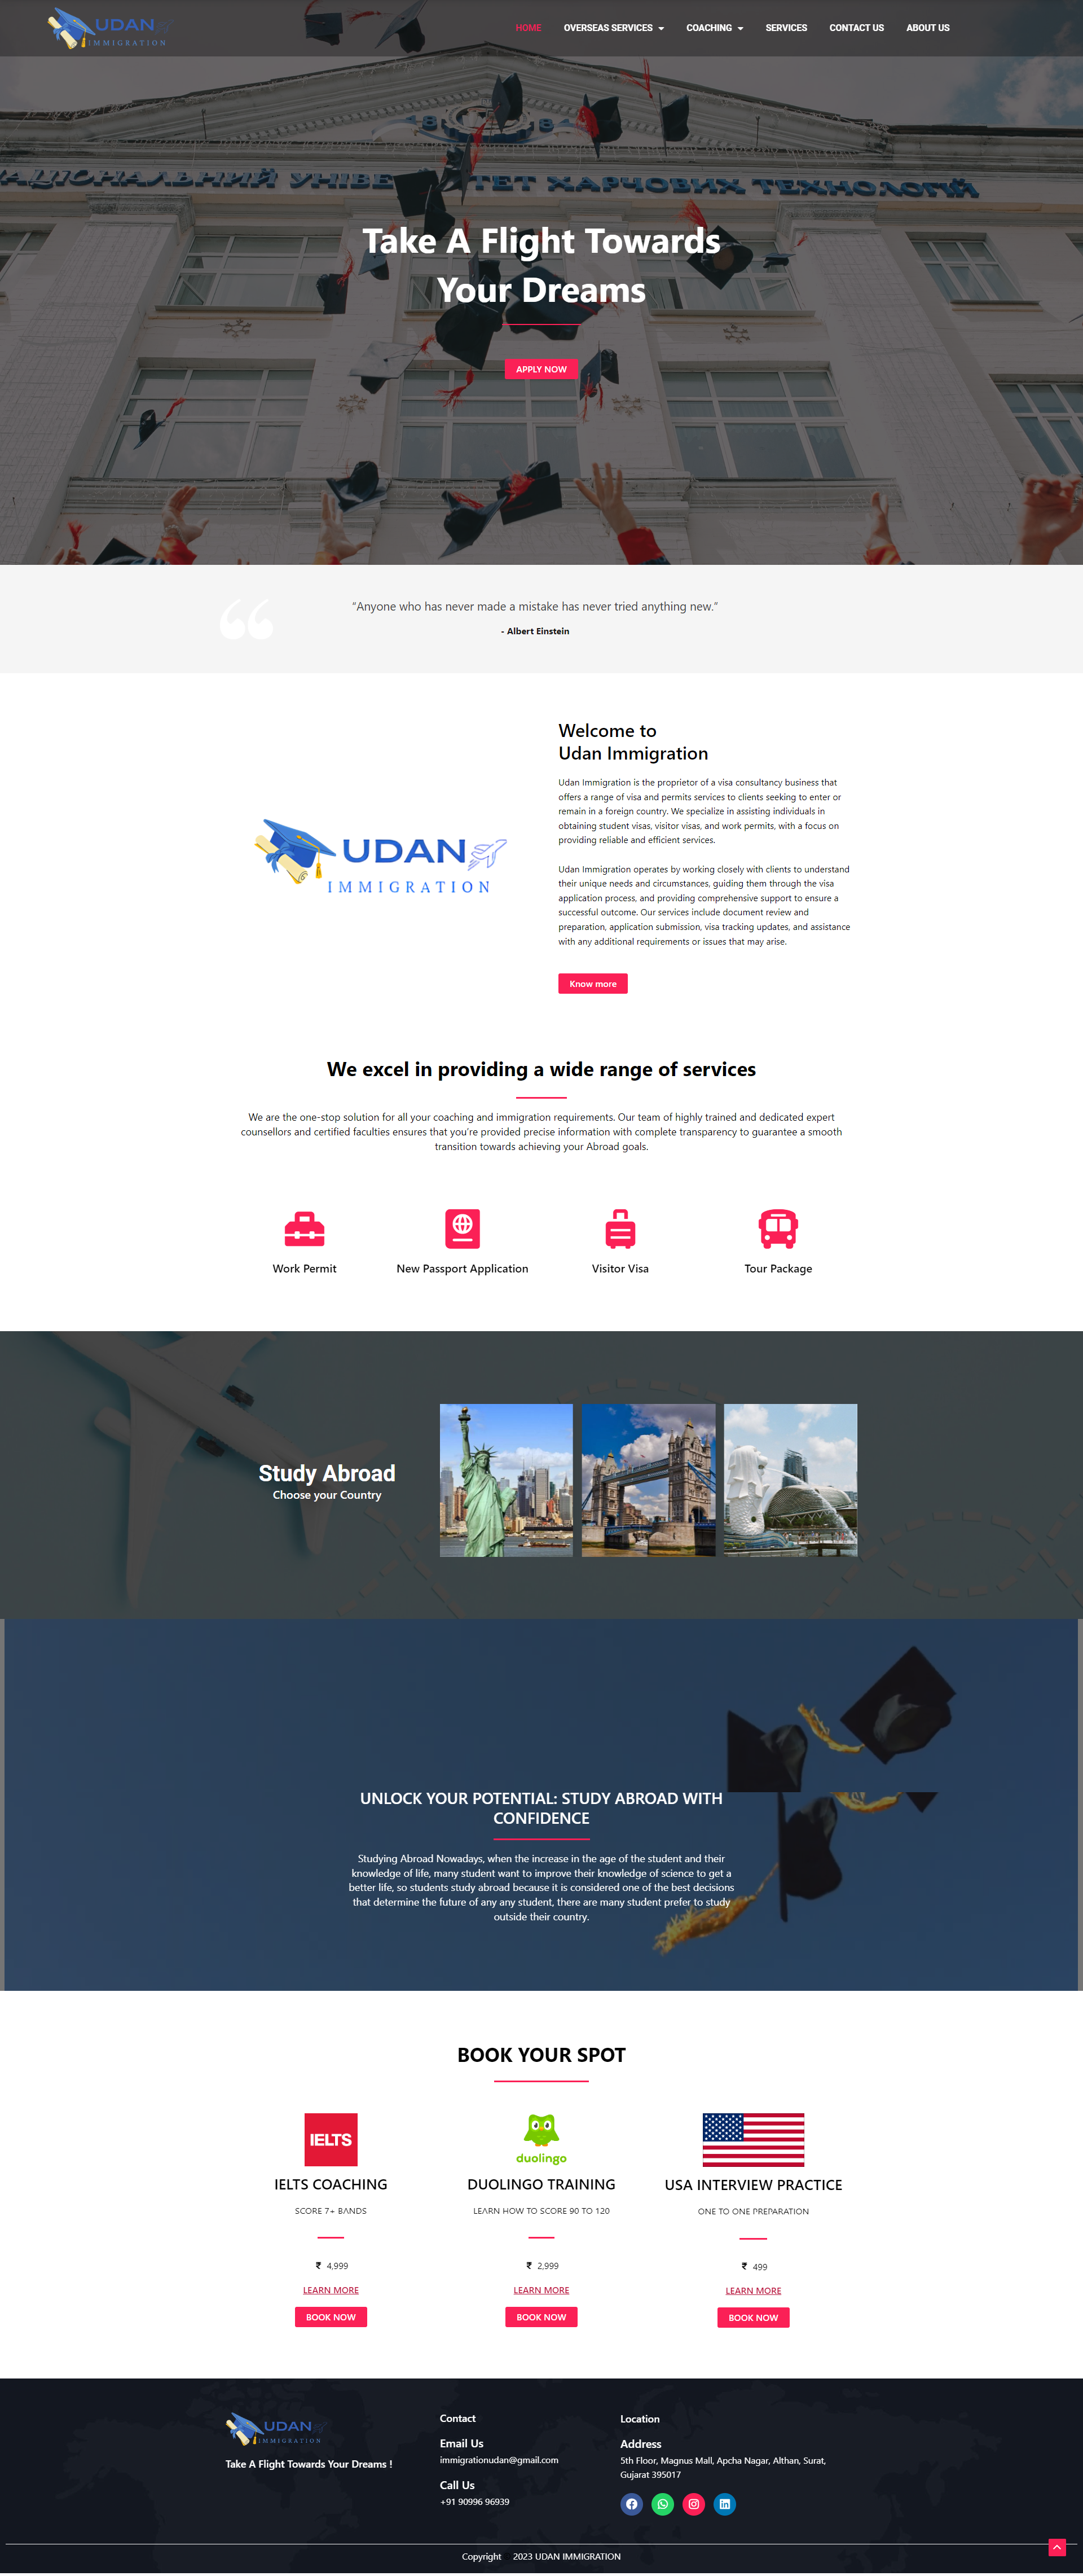 UDAN
IMMIGRATION
HOME
OVERSEAS SERVICES
COACHING
SERVICES
CONTACT US
ABOUT US
НАЦІОНАЛЬНИЙ УНІВЕРСИТЕТ ХАРЧОВИХ ТЕХНОЛОГІЙ
Take A Flight Towards
Your Dreams
APPLY NOW
“Anyone who has never made a mistake has never tried anything new.”
- Albert Einstein
UDAN
IMMIGRATION
Welcome to
Udan Immigration
Udan Immigration is the proprietor of a visa consultancy business that
offers a range of visa and permits services to clients seeking to enter or
remain in a foreign country. We specialize in assisting individuals in
obtaining student visas, visitor visas, and work permits, with a focus on
providing reliable and efficient services.
Udan Immigration operates by working closely with clients to understand
their unique needs and circumstances, guiding them through the visa
application process, and providing comprehensive support to ensure a
successful outcome. Our services include document review and
preparation, application submission, visa tracking updates, and assistance
with any additional requirements or issues that may arise.
Know more
We excel in providing a wide range of services
We are the one-stop solution for all your coaching and immigration requirements. Our team of highly trained and dedicated expert
counsellors and certified faculties ensures that you’re provided precise information with complete transparency to guarantee a smooth
transition towards achieving your Abroad goals.
Work Permit
New Passport Application
Visitor Visa
Tour Package
Study Abroad
Choose your Country
UNLOCK YOUR POTENTIAL: STUDY ABROAD WITH
CONFIDENCE
Studying Abroad Nowadays, when the increase in the age of the student and their
knowledge of life, many student want to improve their knowledge of science to get a
better life, so students study abroad because it is considered one of the best decisions
that determine the future of any any student, there are many student prefer to study
outside their country.
BOOK YOUR SPOT
IELTS
IELTS COACHING
SCORE 7+ BANDS
₹ 4,999
LEARN MORE
BOOK NOW
duolingo
DUOLINGO TRAINING
LEARN HOW TO SCORE 90 TO 120
₹ 2,999
LEARN MORE
BOOK NOW
USA INTERVIEW PRACTICE
ONE TO ONE PREPARATION
₹ 499
LEARN MORE
BOOK NOW
UDAN
IMMIGRATION
Take A Flight Towards Your Dreams !
Contact
Email Us
immigrationudan@gmail.com
Call Us
+91 90996 96939
Location
Address
5th Floor, Magnus Mall, Apcha Nagar, Althan, Surat,
Gujarat 395017
Copyright 2023 UDAN IMMIGRATION